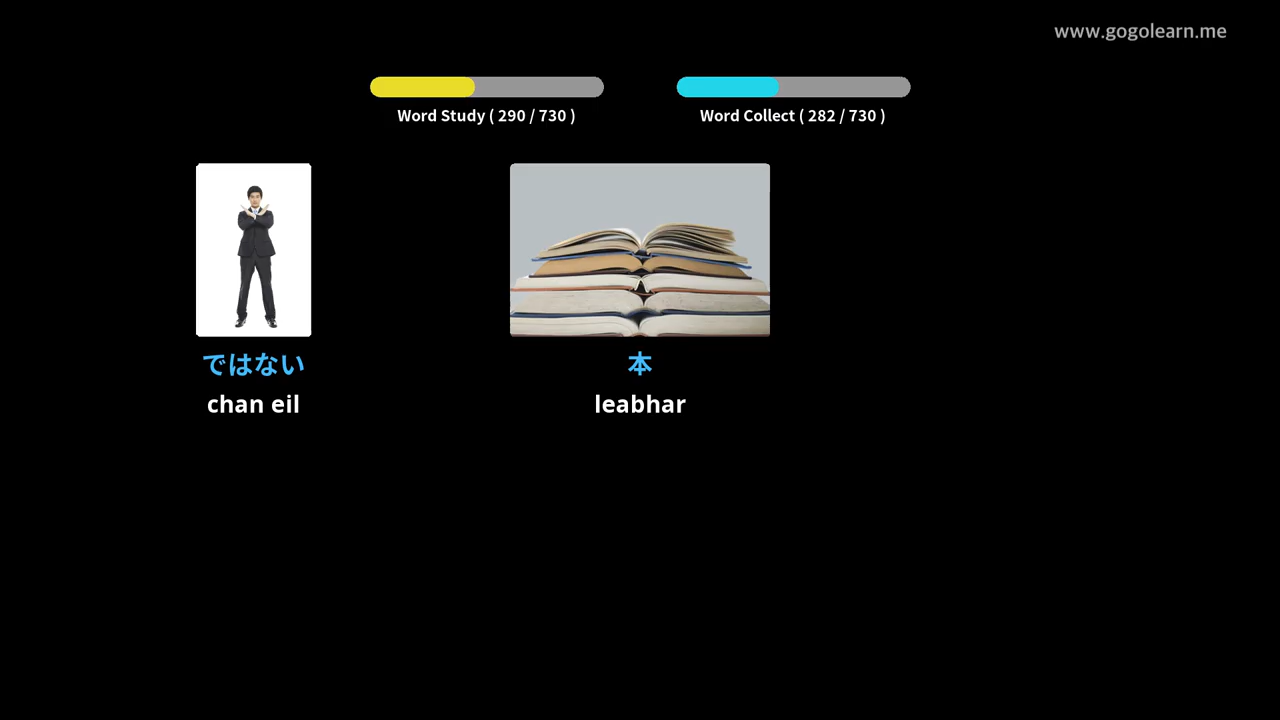 www.gogolearn.me
Word Study ( 290 / 730 )
Word Collect ( 282 / 730 )
ではない
chan eil
本
leabhar